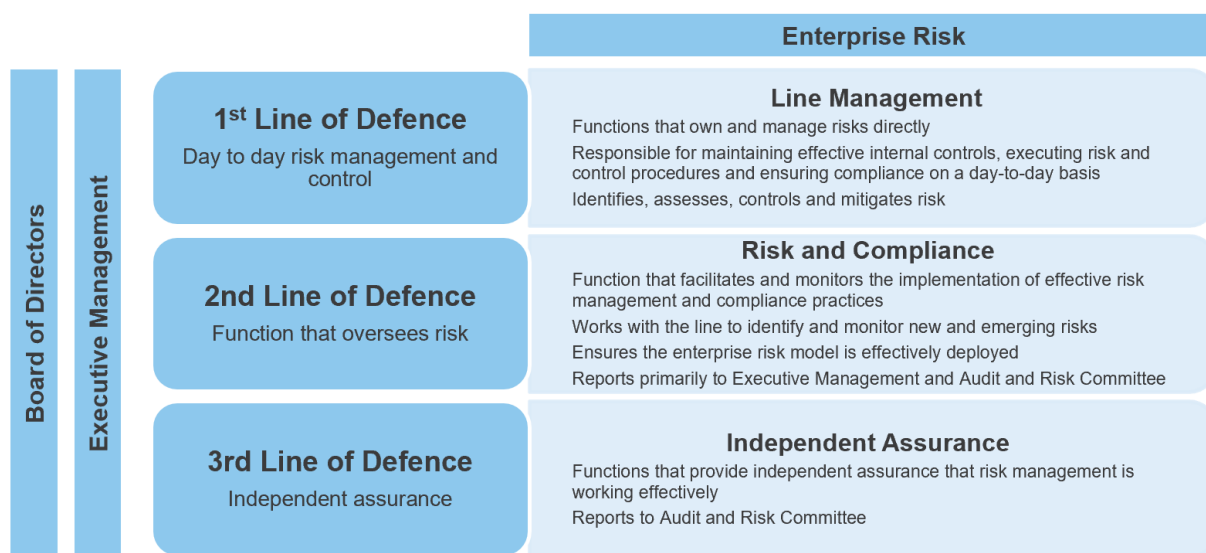 Enterprise Risk
Board of Directors
Executive Management
1st Line of Defence
Day to day risk management and
control
Line Management
Functions that own and manage risks directly
Responsible for maintaining effective internal controls, executing risk and
control procedures and ensuring compliance on a day-to-day basis
Identifies, assesses, controls and mitigates risk
2nd Line of Defence
Function that oversees risk
Risk and Compliance
Function that facilitates and monitors the implementation of effective risk
management and compliance practices
Works with the line to identify and monitor new and emerging risks
Ensures the enterprise risk model is effectively deployed
Reports primarily to Executive Management and Audit and Risk Committee
3rd Line of Defence
Independent assurance
Independent Assurance
Functions that provide independent assurance that risk management is
working effectively
Reports to Audit and Risk Committee